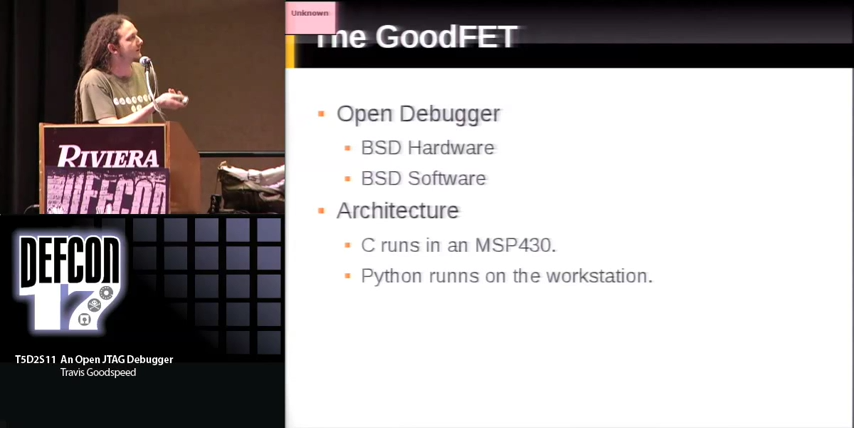 Unknown
The GoodFET
Open Debugger
BSD Hardware
BSD Software
Architecture
C runs in an MSP430.
Python runns on the workstation.
RIVIERA
DEFCON
DEFCON
17
T5D2S11 An Open JTAG Debugger
Travis Goodspeed